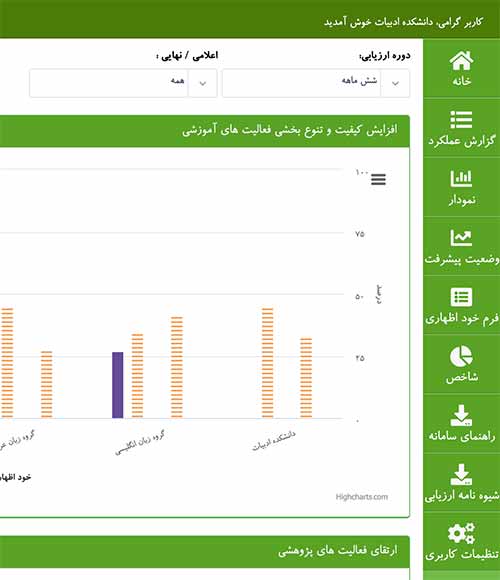 کاربر گرامی، دانشکده ادبیات خوش آمدید
خانه
گزارش عملکرد
نمودار
وضعیت پیشرفت
فرم خود اظهاری
شاخص
راهنمای سامانه
شیوه نامه ارزیابی
تنظیمات کاربری
دوره ارزیابی:
شش ماهه
اعلامی / نهایی :
همه
افزایش کیفیت و تنوع بخشی فعالیت های آموزشی
۱۰۰
۷۵
۵۰
۲۵
۰
درصد
دانشکده ادبیات
گروه زبان انگلیسی
گروه زبان
خود
Highcharts.com
ارتقای فعالیت های پژوهشی